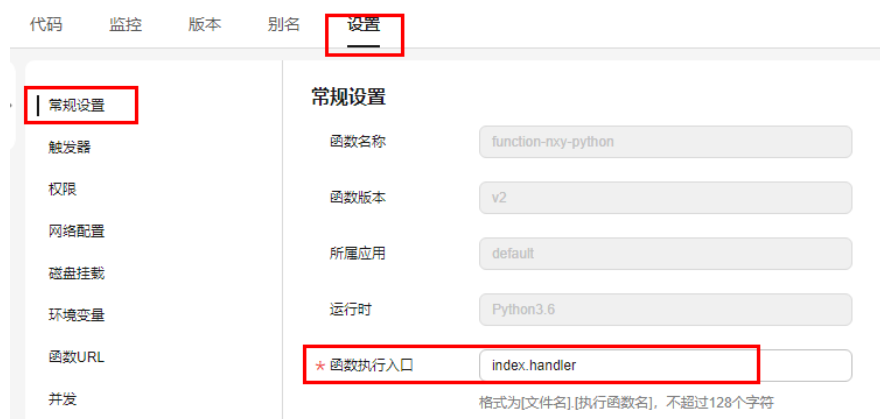 代码 监控 版本 别名 设置
常规设置
触发器
权限
网络配置
磁盘挂载
环境变量
函数URL
并发
常规设置
函数名称 function-nxy-python
函数版本 v2
所属应用 default
运行时 Python3.6
* 函数执行入口 index.handler
格式为[文件名].[执行函数名]，不超过128个字符